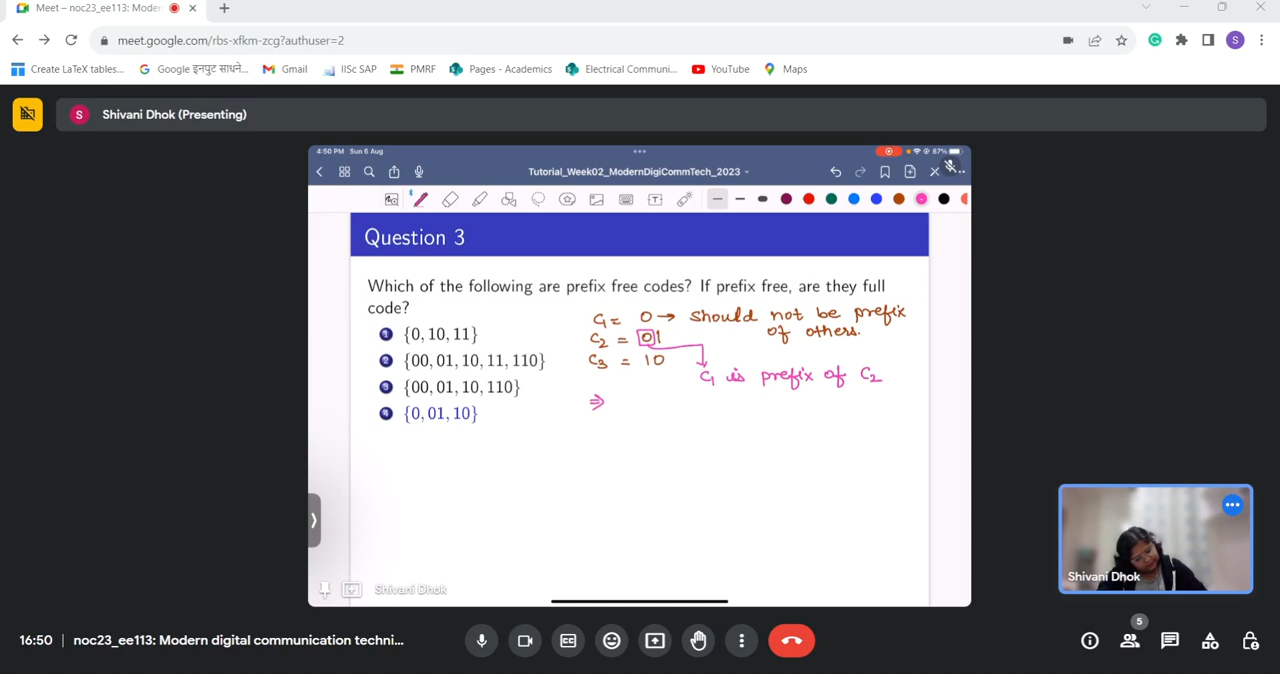 Meet – noc23_ee113: Moder
meet.google.com/rbs-xfkm-zcg?authuser=2
Create LaTeX tables... Google इनपुट साधने... Gmail IISc SAP PMRF Pages - Academics Electrical Communi... YouTube Maps
S Shivani Dhok (Presenting)
4:50 PM Sun 6 Aug 87%
Tutorial_Week02_ModernDigiCommTech_2023
Question 3
Which of the following are prefix free codes? If prefix free, are they full
code?
1 {0, 10, 11}
2 {00, 01, 10, 11, 110}
3 {00, 01, 10, 110}
4 {0, 01, 10}
C₁ = 0 → should not be prefix
of others.
C₂ = 01
C₃ = 10
C₁ is prefix of C₂
⇒
Shivani Dhok
Shivani Dhok
16:50 | noc23_ee113: Modern digital communication techni...
5